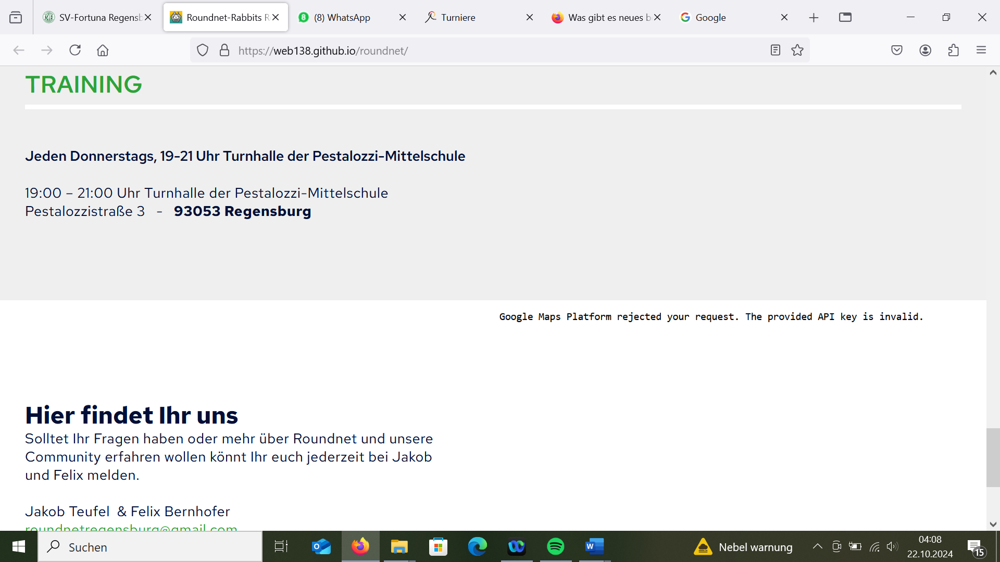 SV-Fortuna Regensb
Roundnet-Rabbits R
(8) WhatsApp
Turniere
Was gibt es neues b
Google
https://web138.github.io/roundnet/
TRAINING
Jeden Donnerstags, 19-21 Uhr Turnhalle der Pestalozzi-Mittelschule
19:00 – 21:00 Uhr Turnhalle der Pestalozzi-Mittelschule
Pestalozzistraße 3 - 93053 Regensburg
Google Maps Platform rejected your request. The provided API key is invalid.
Hier findet Ihr uns
Solltet Ihr Fragen haben oder mehr über Roundnet und unsere
Community erfahren wollen könnt Ihr euch jederzeit bei Jakob
und Felix melden.
Jakob Teufel & Felix Bernhofer
roundnetregensburg@gmail.com
Suchen
Nebel warnung
04:08
22.10.2024
15